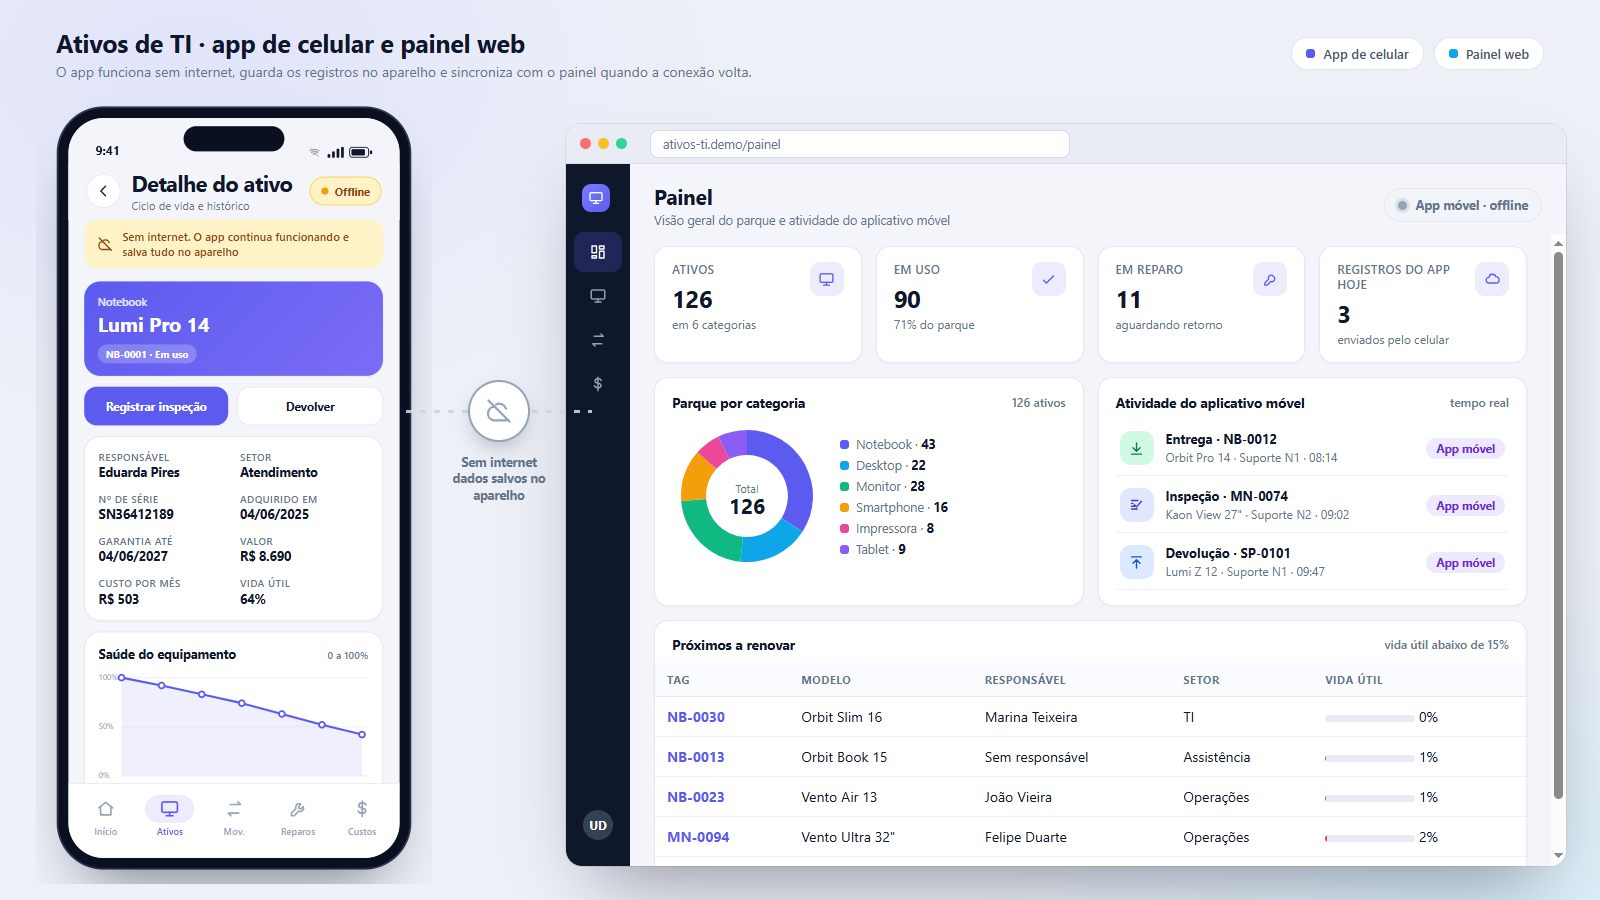 Ativos de TI · app de celular e painel web
O app funciona sem internet, guarda os registros no aparelho e sincroniza com o painel quando a conexão volta.
App de celular
Painel web
9:41
Detalhe do ativo
Ciclo de vida e histórico
Offline
Sem internet. O app continua funcionando e
salva tudo no aparelho
Notebook
Lumi Pro 14
NB-0001 · Em uso
Registrar inspeção
Devolver
RESPONSÁVEL
Eduarda Pires
SETOR
Atendimento
Nº DE SÉRIE
SN36412189
ADQUIRIDO EM
04/06/2025
GARANTIA ATÉ
04/06/2027
VALOR
R$ 8.690
CUSTO POR MÊS
R$ 503
VIDA ÚTIL
64%
Saúde do equipamento
0 a 100%
100%
50%
0%
Início
Ativos
Mov.
Reparos
Custos
Sem internet
dados salvos no
aparelho
ativos-ti.demo/painel
UD
Painel
Visão geral do parque e atividade do aplicativo móvel
App móvel · offline
ATIVOS
126
em 6 categorias
EM USO
90
71% do parque
EM REPARO
11
aguardando retorno
REGISTROS DO APP
HOJE
3
enviados pelo celular
Parque por categoria
126 ativos
Total
126
Notebook · 43
Desktop · 22
Monitor · 28
Smartphone · 16
Impressora · 8
Tablet · 9
Atividade do aplicativo móvel
tempo real
Entrega · NB-0012
Orbit Pro 14 · Suporte N1 · 08:14
App móvel
Inspeção · MN-0074
Kaon View 27" · Suporte N2 · 09:02
App móvel
Devolução · SP-0101
Lumi Z 12 · Suporte N1 · 09:47
App móvel
Próximos a renovar
vida útil abaixo de 15%
TAG MODELO RESPONSÁVEL SETOR VIDA ÚTIL
NB-0030 Orbit Slim 16 Marina Teixeira TI 0%
NB-0013 Orbit Book 15 Sem responsável Assistência 1%
NB-0023 Vento Air 13 João Vieira Operações 1%
MN-0094 Vento Ultra 32" Felipe Duarte Operações 2%